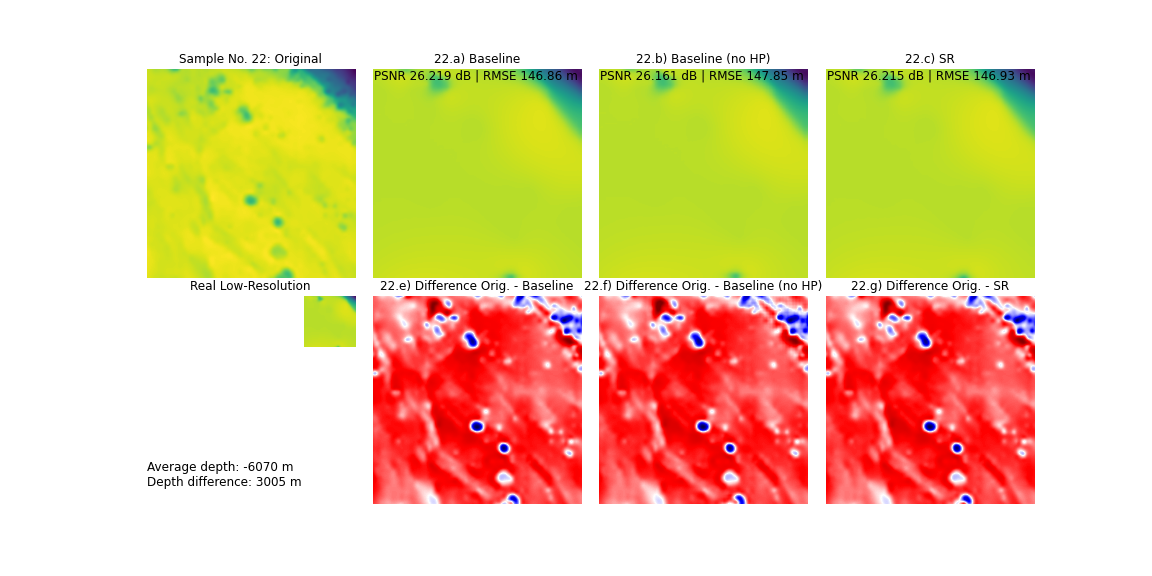 Sample No. 22: Original
22.a) Baseline
22.b) Baseline (no HP)
22.c) SR
PSNR 26.219 dB | RMSE 146.86 m
PSNR 26.161 dB | RMSE 147.85 m
PSNR 26.215 dB | RMSE 146.93 m
Real Low-Resolution
22.e) Difference Orig. - Baseline
22.f) Difference Orig. - Baseline (no HP)
22.g) Difference Orig. - SR
Average depth: -6070 m
Depth difference: 3005 m